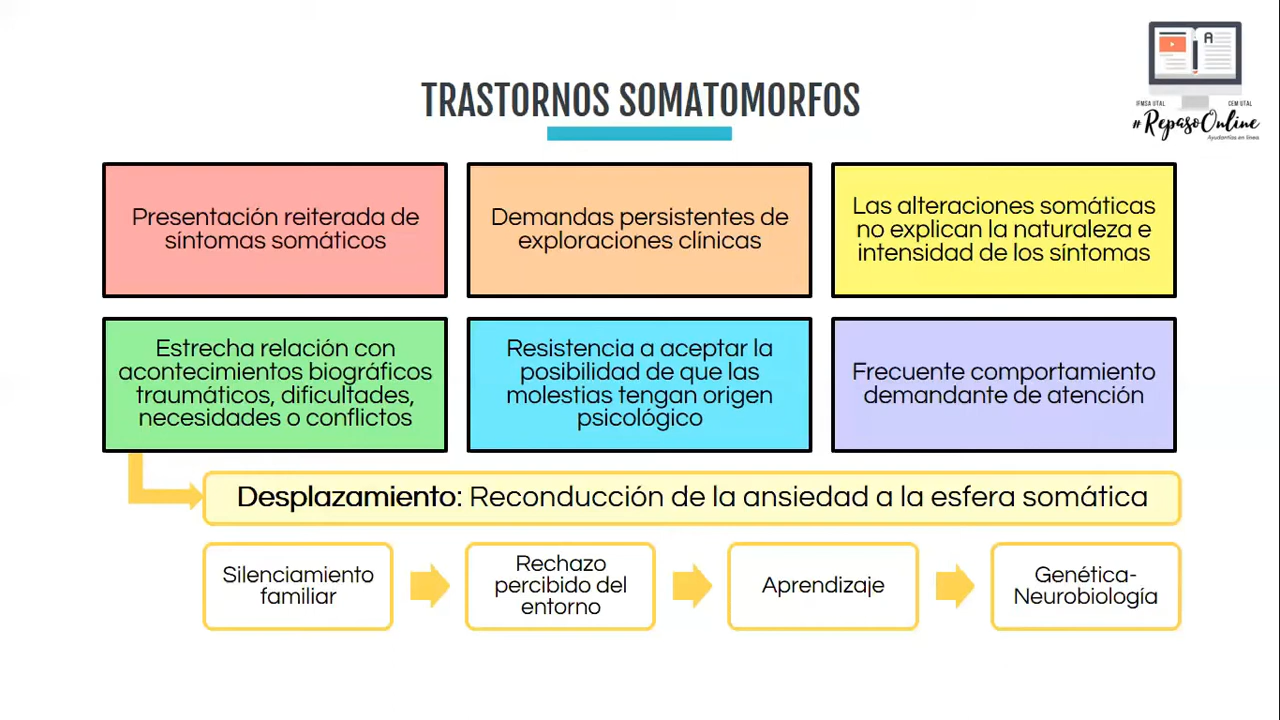 IFMSA UTAL
CEM UTAL
#RepasoOnline
Ayudantías en línea
TRASTORNOS SOMATOMORFOS
Presentación reiterada de
síntomas somáticos
Demandas persistentes de
exploraciones clínicas
Las alteraciones somáticas
no explican la naturaleza e
intensidad de los síntomas
Estrecha relación con
acontecimientos biográficos
traumáticos, dificultades,
necesidades o conflictos
Resistencia a aceptar la
posibilidad de que las
molestias tengan origen
psicológico
Frecuente comportamiento
demandante de atención
Desplazamiento: Reconducción de la ansiedad a la esfera somática
Silenciamiento
familiar
Rechazo
percibido del
entorno
Aprendizaje
Genética-
Neurobiología